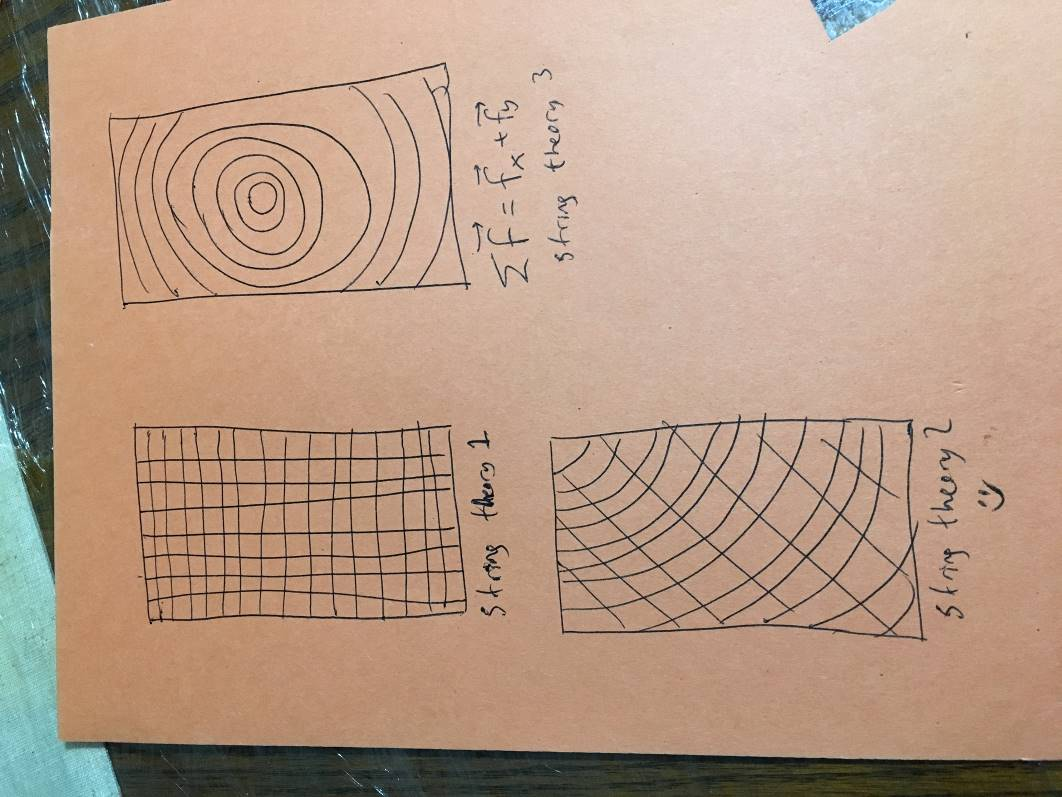 string theory 1
string theory 2
Σf⃗ = f⃗x + f⃗y
string theory 3